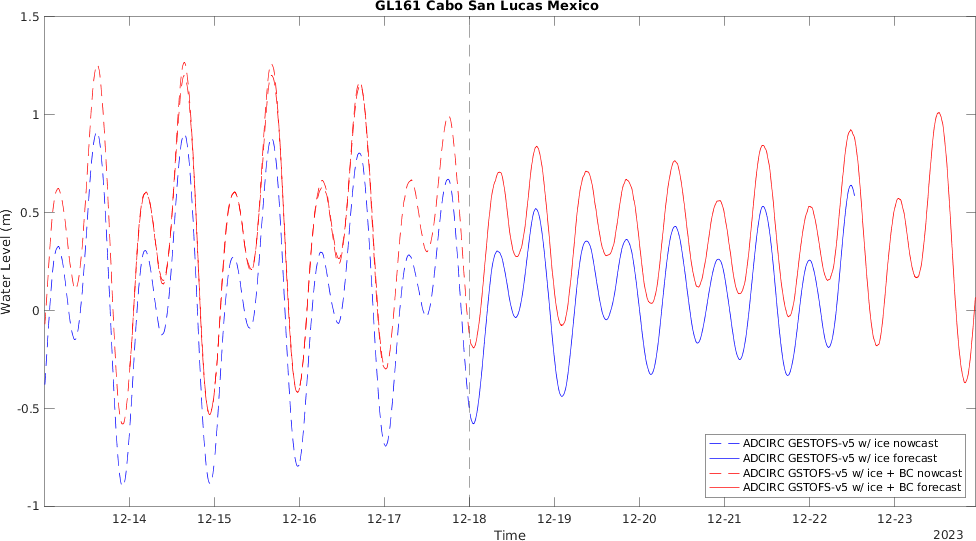 GL161 Cabo San Lucas Mexico
1.5
1
0.5
0
-0.5
-1
Water Level (m)
12-14 12-15 12-16 12-17 12-18 12-19 12-20 12-21 12-22 12-23
Time
2023
ADCIRC GESTOFS-v5 w/ ice nowcast
ADCIRC GESTOFS-v5 w/ ice forecast
ADCIRC GSTOFS-v5 w/ ice + BC nowcast
ADCIRC GSTOFS-v5 w/ ice + BC forecast